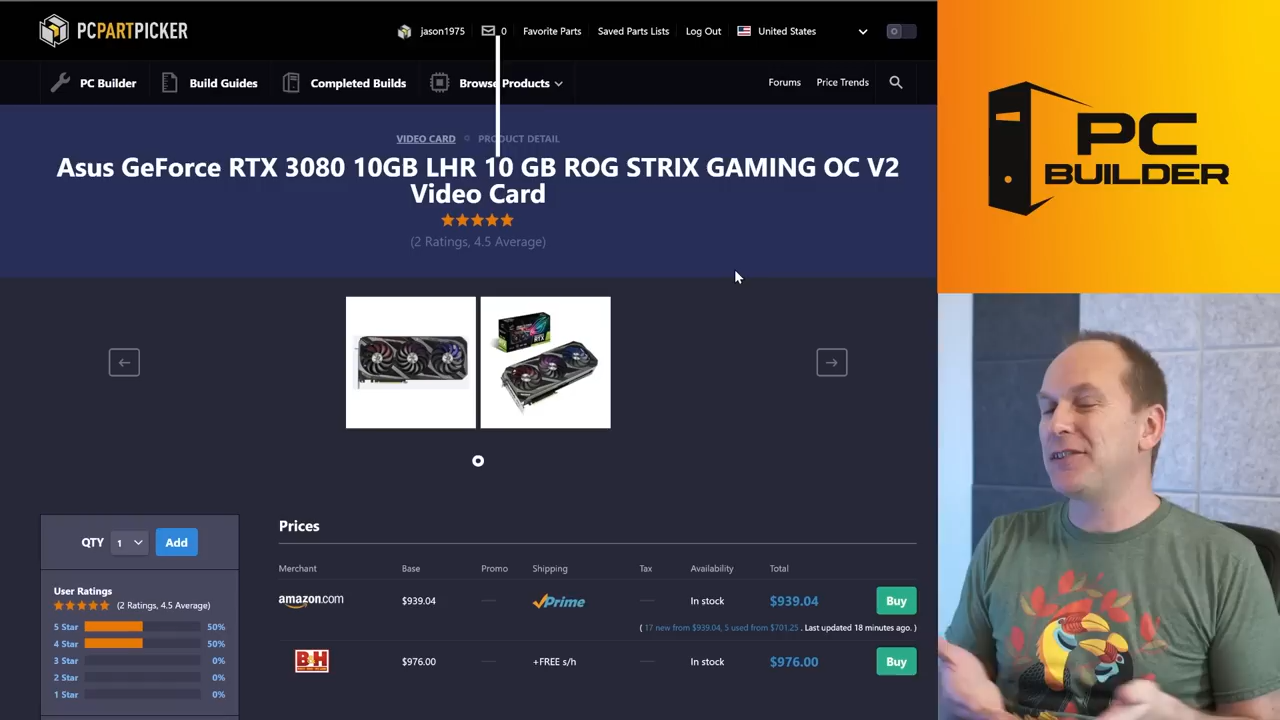 PCPARTPICKER
jason1975
0
Favorite Parts
Saved Parts Lists
Log Out
United States
PC Builder
Build Guides
Completed Builds
Browse Products
Forums
Price Trends
VIDEO CARD
PRODUCT DETAIL
Asus GeForce RTX 3080 10GB LHR 10 GB ROG STRIX GAMING OC V2
Video Card
(2 Ratings, 4.5 Average)
PC
BUILDER
QTY
1
Add
User Ratings
(2 Ratings, 4.5 Average)
5 Star 50%
4 Star 50%
3 Star 0%
2 Star 0%
1 Star 0%
Prices
Merchant Base Promo Shipping Tax Availability Total
amazon.com $939.04 — Prime — In stock $939.04 Buy
( 17 new from $939.04, 5 used from $701.25 . Last updated 18 minutes ago. )
B&H $976.00 — +FREE s/h — In stock $976.00 Buy